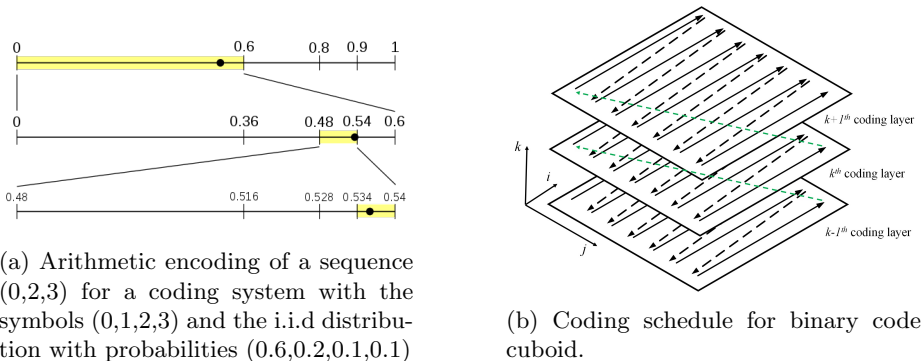 0 0.6 0.8 0.9 1
0 0.36 0.48 0.54 0.6
0.48 0.516 0.528 0.534 0.54
(a) Arithmetic encoding of a sequence
(0,2,3) for a coding system with the
symbols (0,1,2,3) and the i.i.d distribu-
tion with probabilities (0.6,0.2,0.1,0.1)
k+1th coding layer
kth coding layer
k-1th coding layer
k
i
j
(b) Coding schedule for binary code
cuboid.